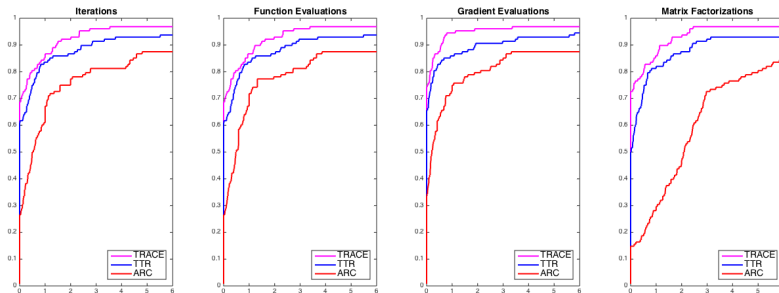 Iterations
1
0.9
0.8
0.7
0.6
0.5
0.4
0.3
0.2
0.1
0
0 1 2 3 4 5 6
TRACE
TTR
ARC
Function Evaluations
1
0.9
0.8
0.7
0.6
0.5
0.4
0.3
0.2
0.1
0
0 1 2 3 4 5 6
TRACE
TTR
ARC
Gradient Evaluations
1
0.9
0.8
0.7
0.6
0.5
0.4
0.3
0.2
0.1
0
0 1 2 3 4 5 6
TRACE
TTR
ARC
Matrix Factorizations
1
0.9
0.8
0.7
0.6
0.5
0.4
0.3
0.2
0.1
0
0 1 2 3 4 5
TRACE
TTR
ARC